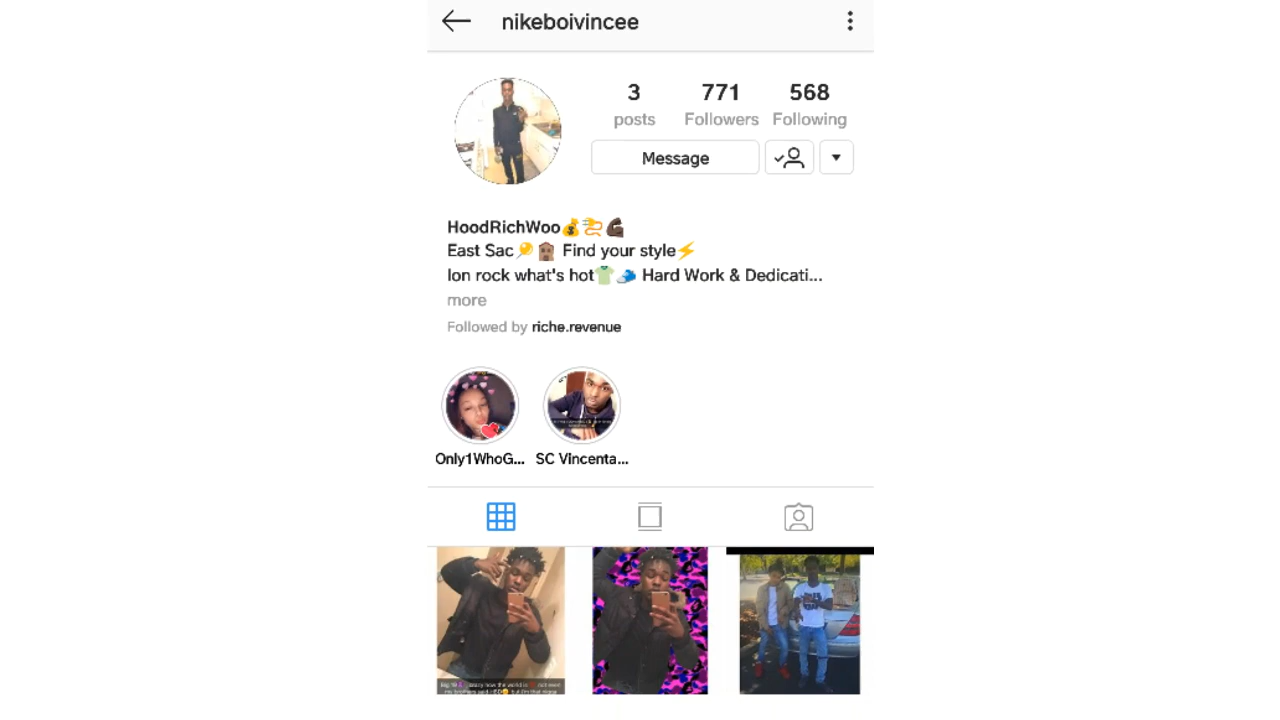 nikeboivincee
3 771 568
posts Followers Following
Message
HoodRichWoo💰
East Sac Find your style⚡
Ion rock what's hot Hard Work & Dedicati...
more
Followed by riche.revenue
Only1WhoG... SC Vincenta...